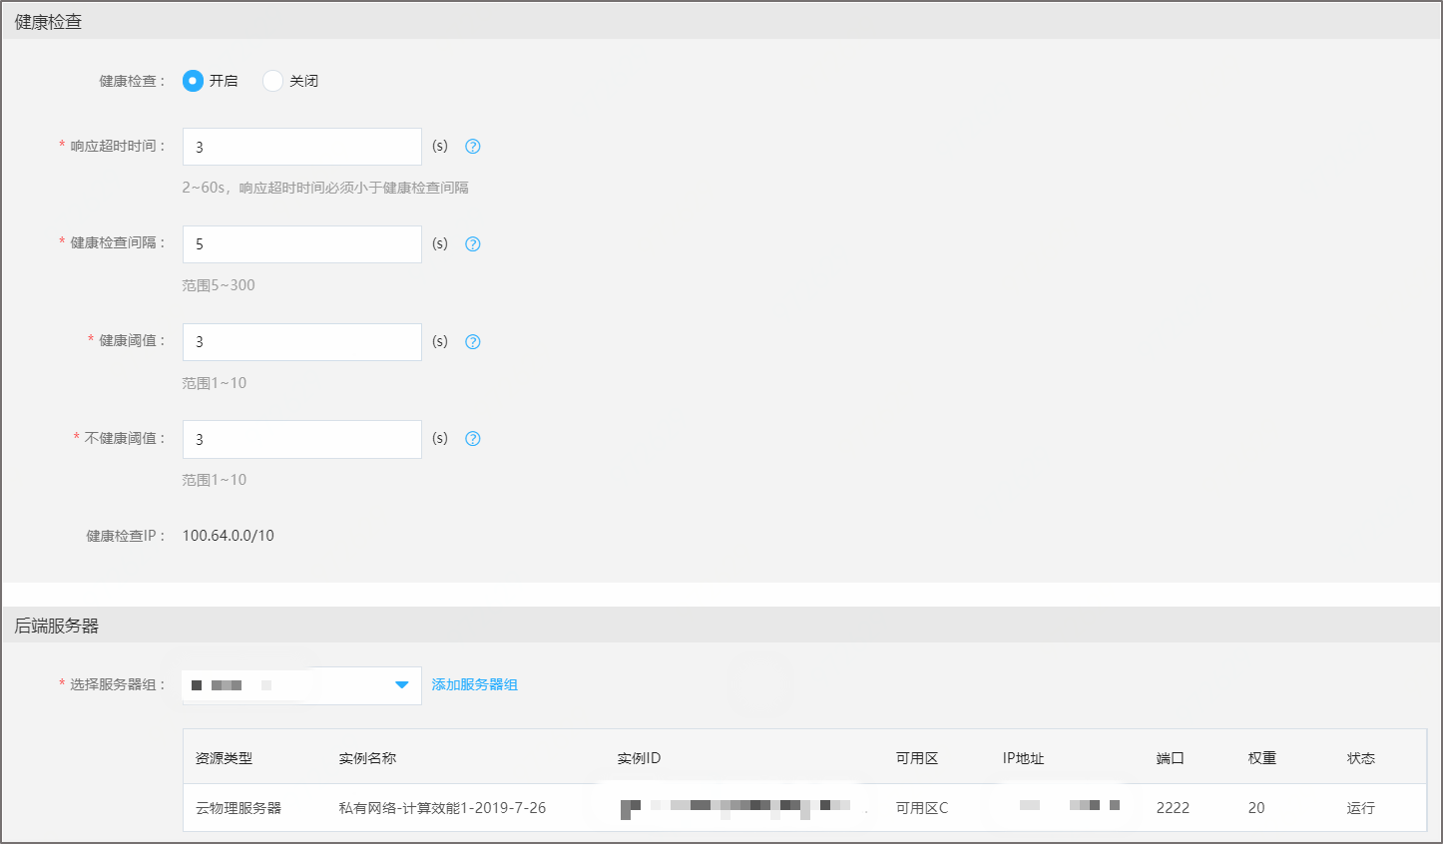 健康检查
健康检查： 开启 关闭
* 响应超时时间： 3 (s) ?
2~60s，响应超时时间必须小于健康检查间隔
* 健康检查间隔： 5 (s) ?
范围5~300
* 健康阈值： 3 (s) ?
范围1~10
* 不健康阈值： 3 (s) ?
范围1~10
健康检查IP： 100.64.0.0/10
后端服务器
* 选择服务器组： 添加服务器组
资源类型 实例名称 实例ID 可用区 IP地址 端口 权重 状态
云物理服务器 私有网络-计算效能1-2019-7-26 可用区C 2222 20 运行